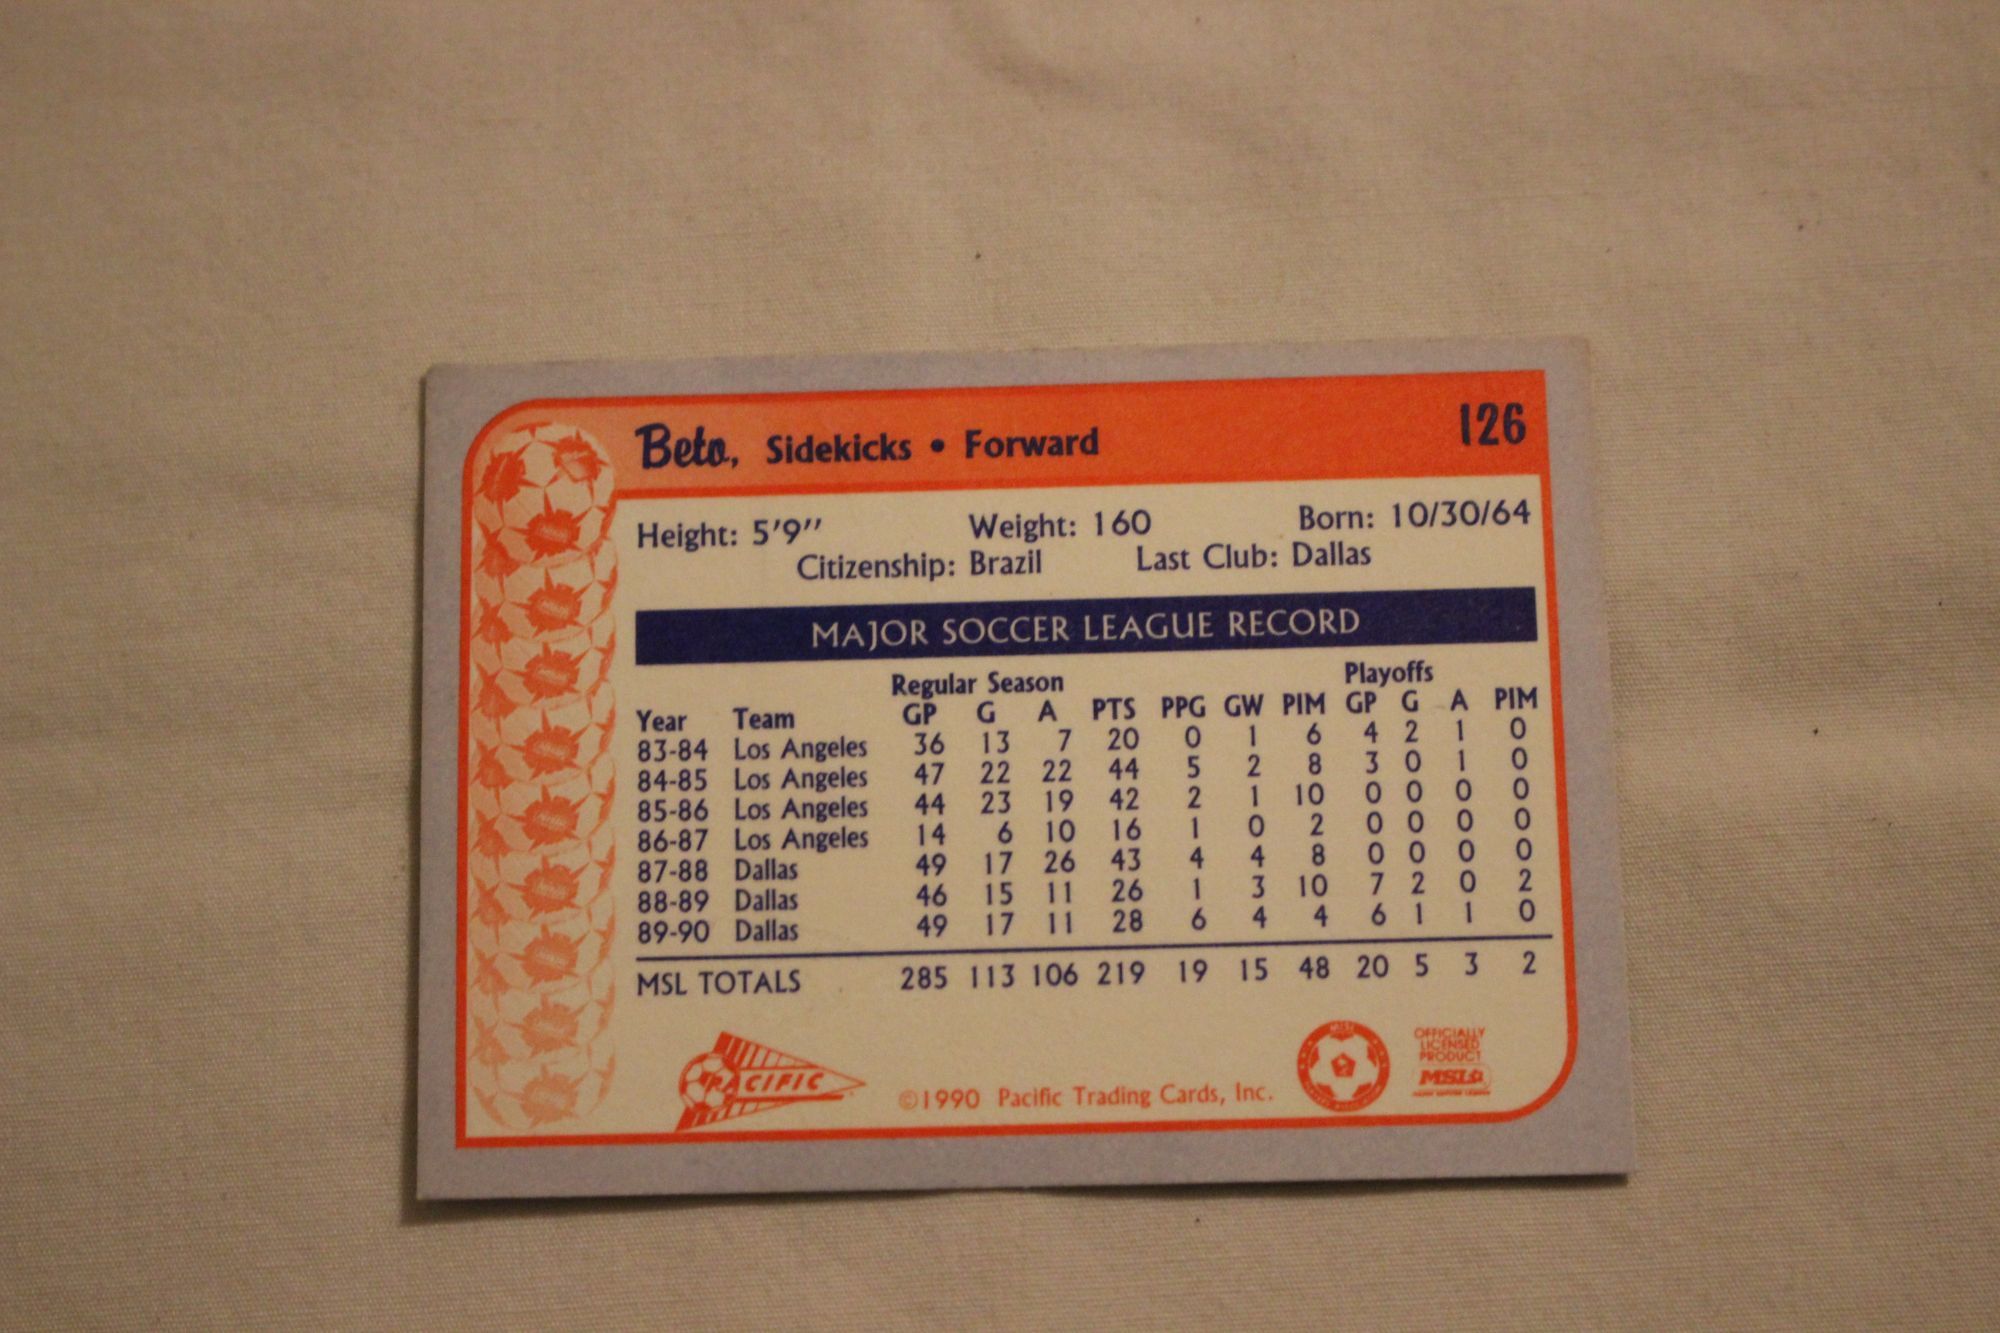 Beto, Sidekicks • Forward 126
Height: 5'9'' Weight: 160 Born: 10/30/64
Citizenship: Brazil Last Club: Dallas
MAJOR SOCCER LEAGUE RECORD
Regular Season Playoffs
Year Team GP G A PTS PPG GW PIM GP G A PIM
83-84 Los Angeles 36 13 7 20 0 1 6 4 2 1 0
84-85 Los Angeles 47 22 22 44 5 2 8 3 0 1 0
85-86 Los Angeles 44 23 19 42 2 1 10 0 0 0 0
86-87 Los Angeles 14 6 10 16 1 0 2 0 0 0 0
87-88 Dallas 49 17 26 43 4 4 8 0 0 0 0
88-89 Dallas 46 15 11 26 1 3 10 7 2 0 2
89-90 Dallas 49 17 11 28 6 4 4 6 1 1 0
MSL TOTALS 285 113 106 219 19 15 48 20 5 3 2
PACIFIC
©1990 Pacific Trading Cards, Inc.
OFFICIALLY
LICENSED
PRODUCT
MSL
MAJOR SOCCER LEAGUE